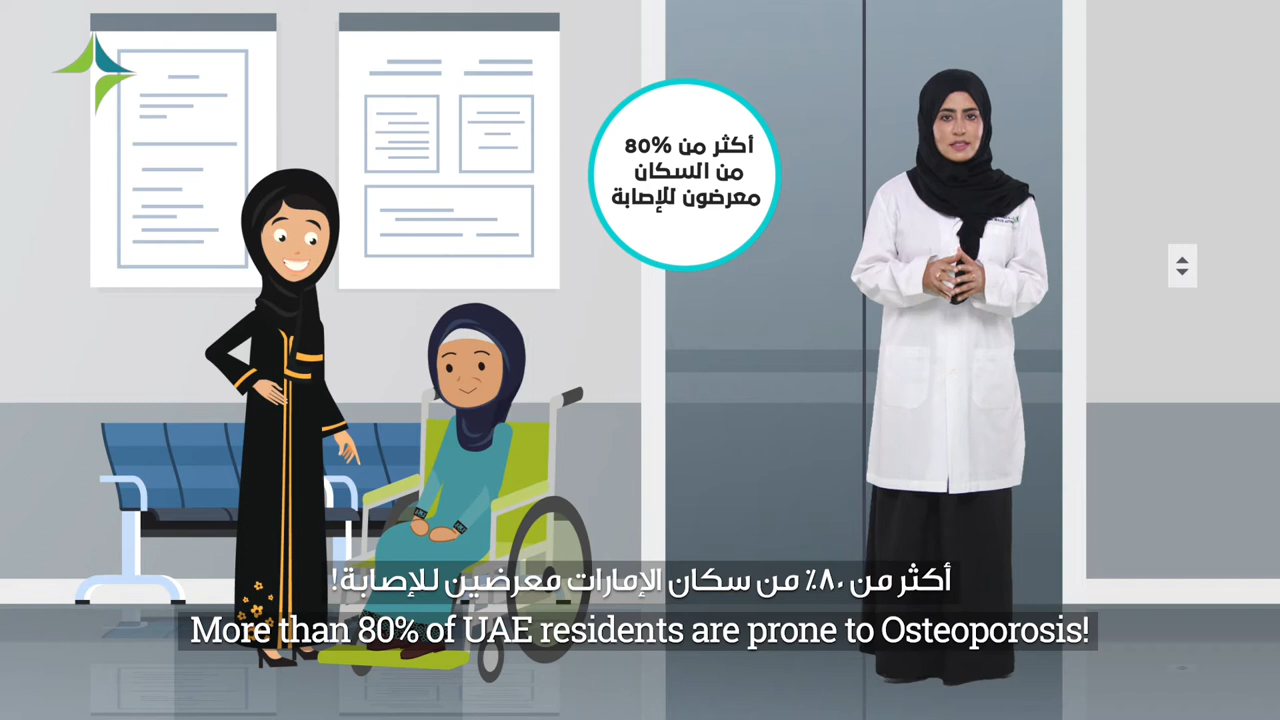 أكثر من 80%
من السكان
معرضون للإصابة
أكثر من ٨٠٪ من سكان الإمارات معرضين للإصابة!
More than 80% of UAE residents are prone to Osteoporosis!